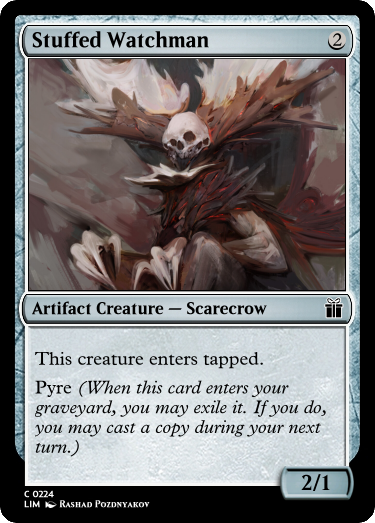 Stuffed Watchman 2
Artifact Creature — Scarecrow
This creature enters tapped.
Pyre (When this card enters your
graveyard, you may exile it. If you do,
you may cast a copy during your next
turn.)
2/1
C 0224
LIM RASHAD POZDNYAKOV